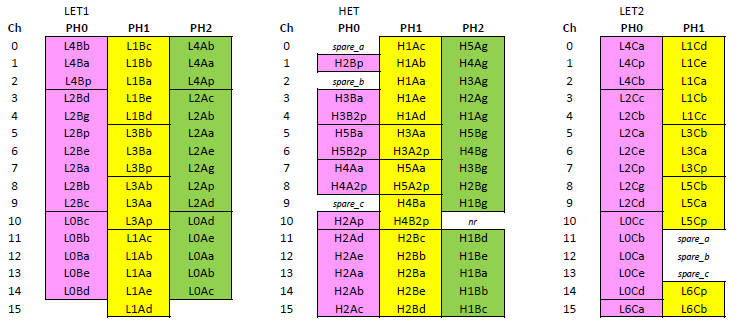 LET1 HET LET2
Ch PH0 PH1 PH2 Ch PH0 PH1 PH2 Ch PH0 PH1
0 L4Bb L1Bc L4Ab 0 spare_a H1Ac H5Ag 0 L4Ca L1Cd
1 L4Ba L1Bb L4Aa 1 H2Bp H1Ab H4Ag 1 L4Cp L1Ce
2 L4Bp L1Ba L4Ap 2 spare_b H1Aa H3Ag 2 L4Cb L1Ca
3 L2Bd L1Be L2Ac 3 H3Ba H1Ae H2Ag 3 L2Cc L1Cb
4 L2Bg L1Bd L2Ab 4 H3B2p H1Ad H1Ag 4 L2Cb L1Cc
5 L2Bp L3Bb L2Aa 5 H5Ba H3Aa H5Bg 5 L2Ca L3Cb
6 L2Be L3Ba L2Ae 6 H5B2p H3A2p H4Bg 6 L2Ce L3Ca
7 L2Ba L3Bp L2Ag 7 H4Aa H5Aa H3Bg 7 L2Cp L3Cp
8 L2Bb L3Ab L2Ap 8 H4A2p H5A2p H2Bg 8 L2Cg L5Cb
9 L2Bc L3Aa L2Ad 9 spare_c H4Ba H1Bg 9 L2Cd L5Ca
10 L0Bc L3Ap L0Ad 10 H2Ap H4B2p nr 10 L0Cc L5Cp
11 L0Bb L1Ac L0Ae 11 H2Ad H2Bc H1Bd 11 L0Cb spare_a
12 L0Ba L1Ab L0Aa 12 H2Ae H2Bb H1Be 12 L0Ca spare_b
13 L0Be L1Aa L0Ab 13 H2Aa H2Ba H1Ba 13 L0Ce spare_c
14 L0Bd L1Ae L0Ac 14 H2Ab H2Be H1Bb 14 L0Cd L6Cp
15 L1Ad 15 H2Ac H2Bd H1Bc 15 L6Ca L6Cb